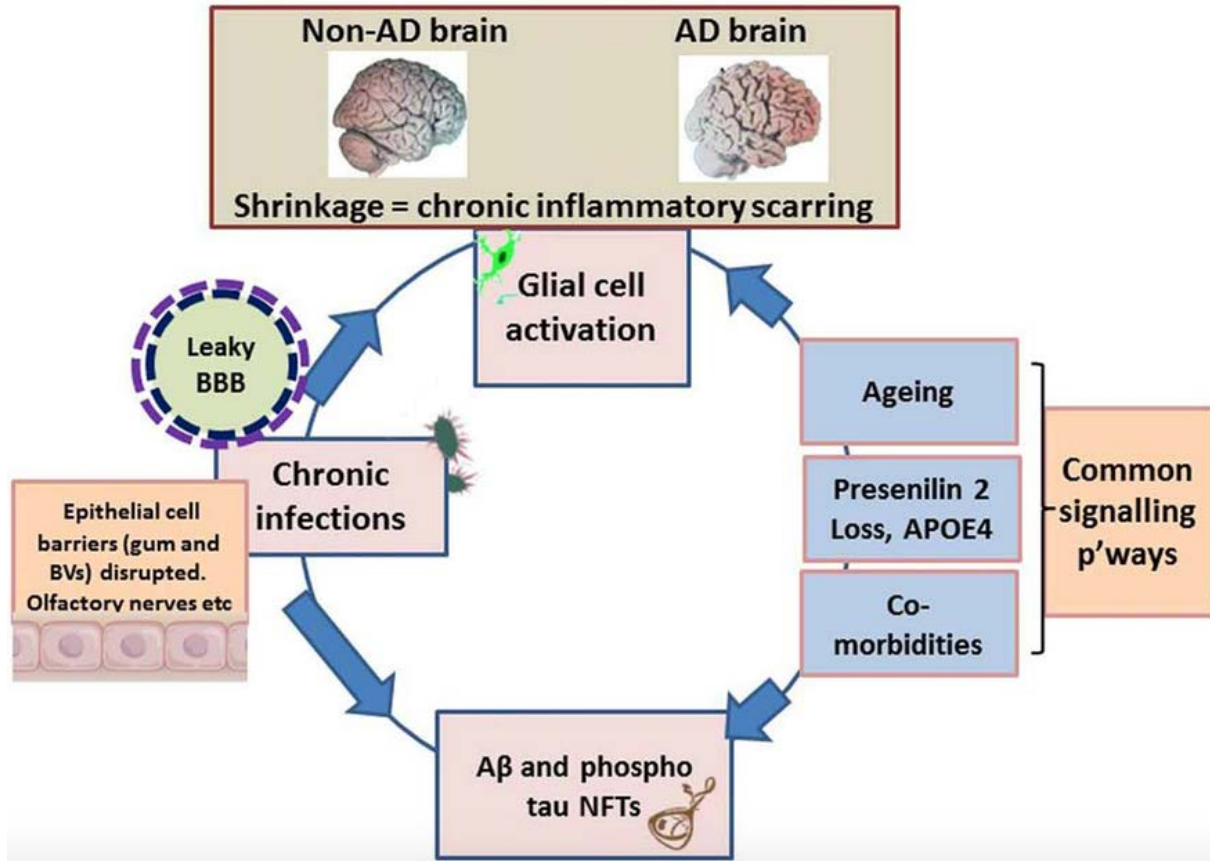 Non-AD brain
AD brain
Shrinkage = chronic inflammatory scarring
Glial cell
activation
Leaky
BBB
Chronic
infections
Epithelial cell
barriers (gum and
BVs) disrupted.
Olfactory nerves etc
Ageing
Presenilin 2
Loss, APOE4
Co-
morbidities
Common
signalling
p'ways
Aβ and phospho
tau NFTs